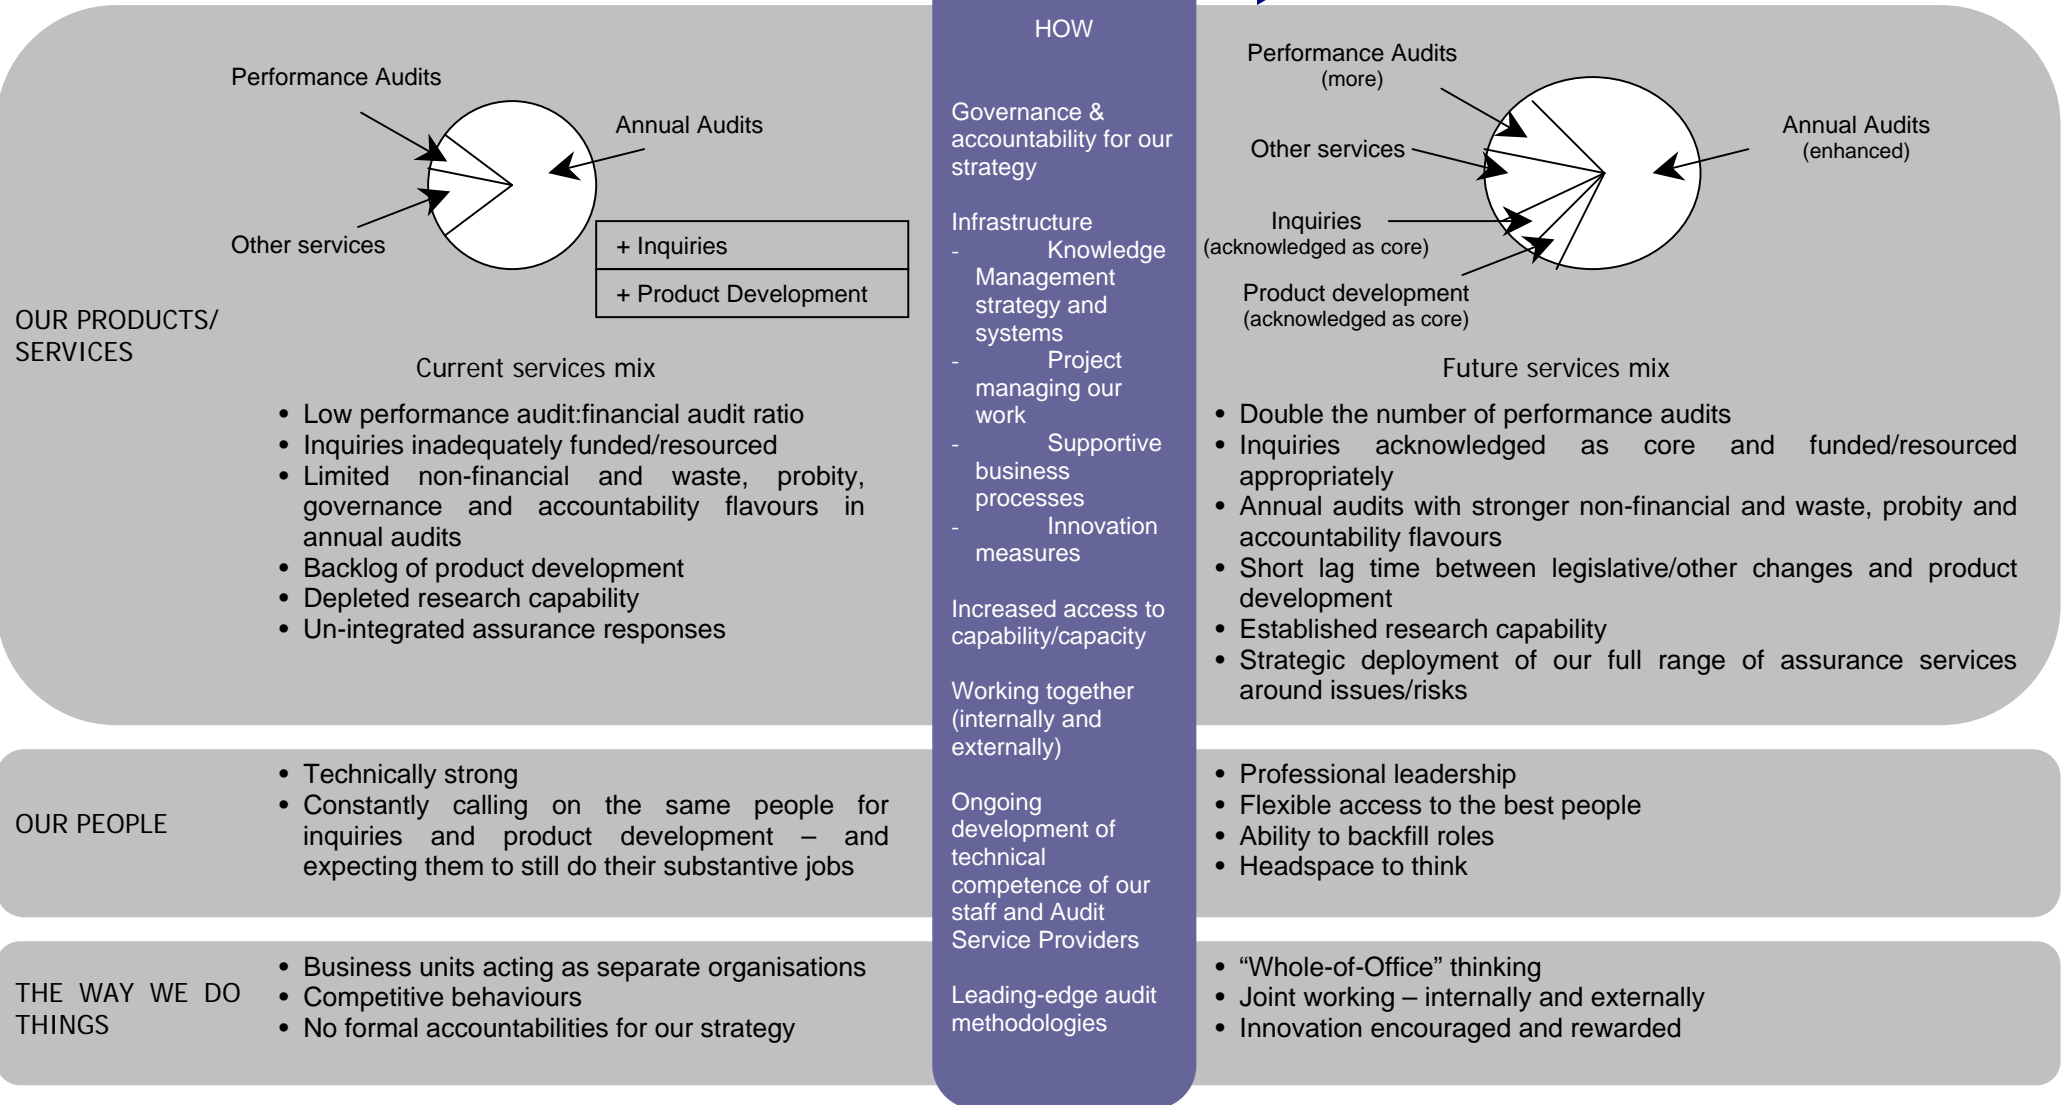 HOW
Performance Audits
Annual Audits
Other services
+ Inquiries
+ Product Development
OUR PRODUCTS/
SERVICES
Current services mix
• Low performance audit:financial audit ratio
• Inquiries inadequately funded/resourced
• Limited non-financial and waste, probity,
governance and accountability flavours in
annual audits
• Backlog of product development
• Depleted research capability
• Un-integrated assurance responses
Governance &
accountability for our
strategy
Infrastructure
- Knowledge
Management
strategy and
systems
- Project
managing our
work
- Supportive
business
processes
- Innovation
measures
Increased access to
capability/capacity
Working together
(internally and
externally)
Ongoing
development of
technical
competence of our
staff and Audit
Service Providers
Leading-edge audit
methodologies
Performance Audits
(more)
Annual Audits
(enhanced)
Other services
Inquiries
(acknowledged as core)
Product development
(acknowledged as core)
Future services mix
• Double the number of performance audits
• Inquiries acknowledged as core and funded/resourced
appropriately
• Annual audits with stronger non-financial and waste, probity and
accountability flavours
• Short lag time between legislative/other changes and product
development
• Established research capability
• Strategic deployment of our full range of assurance services
around issues/risks
OUR PEOPLE
• Technically strong
• Constantly calling on the same people for
inquiries and product development – and
expecting them to still do their substantive jobs
• Professional leadership
• Flexible access to the best people
• Ability to backfill roles
• Headspace to think
THE WAY WE DO
THINGS
• Business units acting as separate organisations
• Competitive behaviours
• No formal accountabilities for our strategy
• “Whole-of-Office” thinking
• Joint working – internally and externally
• Innovation encouraged and rewarded